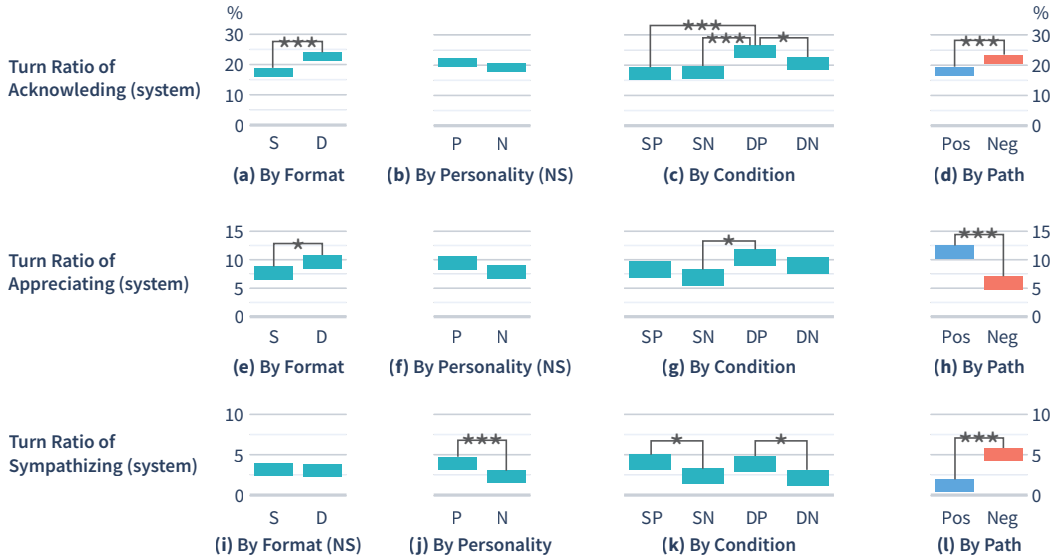 %
%
30
***
***
*** *
***
30
20
20
10
10
0
0
Turn Ratio of
Acknowleding (system)
S D
P N
SP SN DP DN
Pos Neg
(a) By Format
(b) By Personality (NS)
(c) By Condition
(d) By Path
15
*
*
***
15
10
10
5
5
0
0
Turn Ratio of
Appreciating (system)
S D
P N
SP SN DP DN
Pos Neg
(e) By Format
(f) By Personality (NS)
(g) By Condition
(h) By Path
10
***
* *
***
10
5
5
0
0
Turn Ratio of
Sympathizing (system)
S D
P N
SP SN DP DN
Pos Neg
(i) By Format (NS)
(j) By Personality
(k) By Condition
(l) By Path